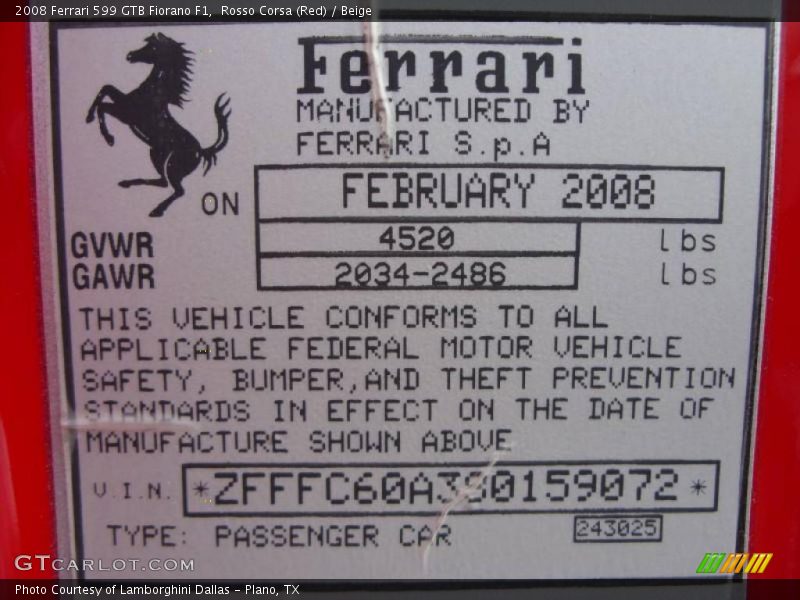 2008 Ferrari 599 GTB Fiorano F1, Rosso Corsa (Red) / Beige
Ferrari
MANUFACTURED BY
FERRARI S.p.A
ON FEBRUARY 2008
GVWR 4520 lbs
GAWR 2034-2486 lbs
THIS VEHICLE CONFORMS TO ALL
APPLICABLE FEDERAL MOTOR VEHICLE
SAFETY, BUMPER,AND THEFT PREVENTION
STANDARDS IN EFFECT ON THE DATE OF
MANUFACTURE SHOWN ABOVE
V.I.N. *ZFFFC60A380159072*
TYPE: PASSENGER CAR 243025
GTCARLOT.COM
Photo Courtesy of Lamborghini Dallas - Plano, TX